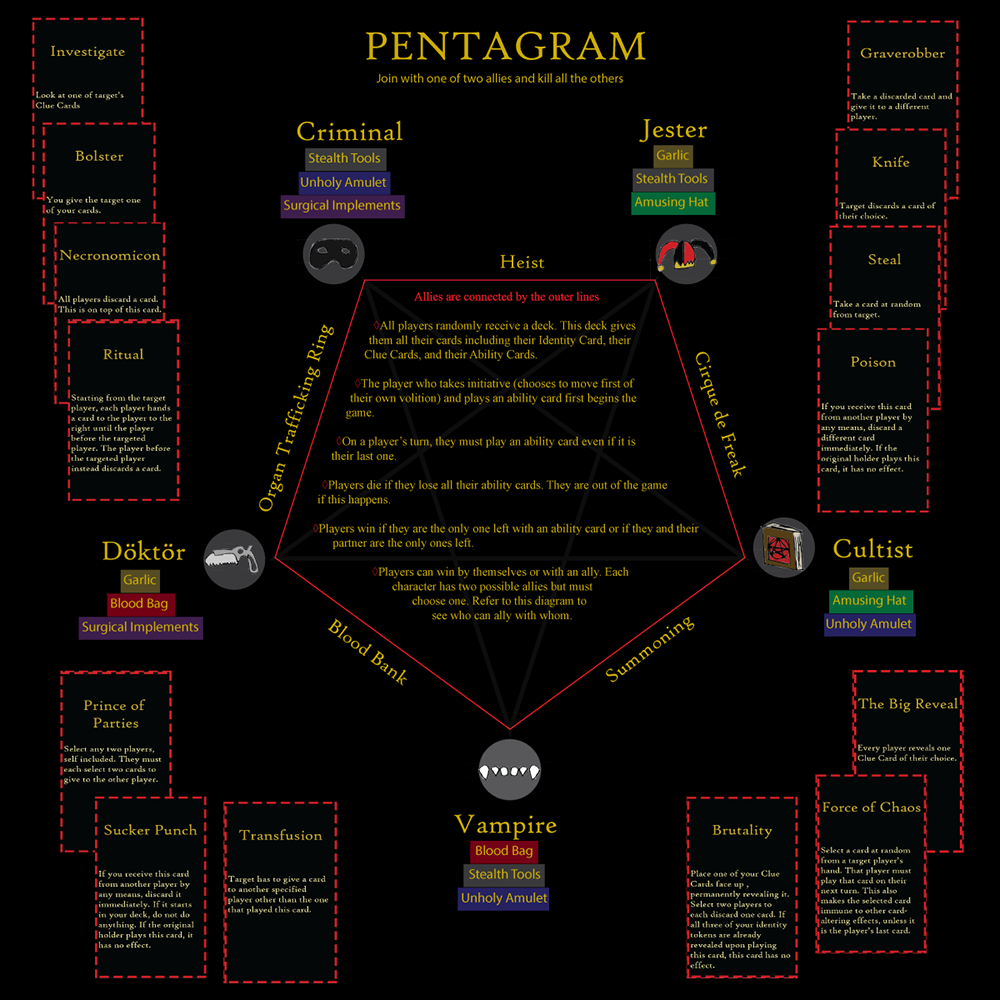 PENTAGRAM
Join with one of two allies and kill all the others
Investigate
Look at one of target's
Clue Cards
Bolster
You give the target one
of your cards.
Necronomicon
All players discard a card.
This is on top of this card.
Ritual
Starting from the target
player, each player hands
a card to the player to the
right until the player
before the targeted
player. The player before
the targeted player
instead discards a card.
Criminal
Stealth Tools
Unholy Amulet
Surgical Implements
Jester
Garlic
Stealth Tools
Amusing Hat
Graverobber
Take a discarded card and
give it to a different
player.
Knife
Target discards a card of
their choice.
Steal
Take a card at random
from target.
Poison
If you receive this card
from another player by
any means, discard a
different card
immediately. If the
original holder plays this
card, it has no effect.
Heist
Organ Trafficking Ring
Cirque de Freak
Allies are connected by the outer lines
◊All players randomly receive a deck. This deck gives
them all their cards including their Identity Card, their
Clue Cards, and their Ability Cards.
◊The player who takes initiative (chooses to move first of
their own volition) and plays an ability card first begins the
game.
◊On a player's turn, they must play an ability card even if it is
their last one.
◊Players die if they lose all their ability cards. They are out of the game
if this happens.
◊Players win if they are the only one left with an ability card or if they and their
partner are the only ones left.
◊Players can win by themselves or with an ally. Each
character has two possible allies but must
choose one. Refer to this diagram to
see who can ally with whom.
Döktör
Garlic
Blood Bag
Surgical Implements
Cultist
Garlic
Amusing Hat
Unholy Amulet
Blood Bank
Summoning
Vampire
Blood Bag
Stealth Tools
Unholy Amulet
Prince of
Parties
Select any two players,
self included. They must
each select two cards to
give to the other player.
Sucker Punch
If you receive this card
from another player by
any means, discard it
immediately. If it starts
in your deck, do not do
anything. If the original
holder plays this card, it
has no effect.
Transfusion
Target has to give a card
to another specified
player other than the one
that played this card.
The Big Reveal
Every player reveals one
Clue Card of their choice.
Force of Chaos
Select a card at random
from a target player's
hand. That player must
play that card on their
next turn. This also
makes the selected card
immune to other card-
altering effects, unless it
is the player's last card.
Brutality
Place one of your Clue
Cards face up ,
permanently revealing it.
Select two players to
each discard one card. If
all three of your identity
tokens are already
revealed upon playing
this card, this card has no
effect.